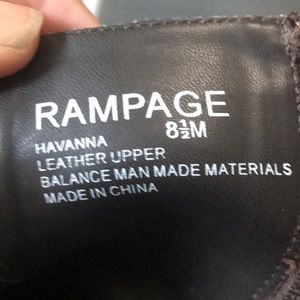 RAMPAGE
8½M
HAVANNA
LEATHER UPPER
BALANCE MAN MADE MATERIALS
MADE IN CHINA